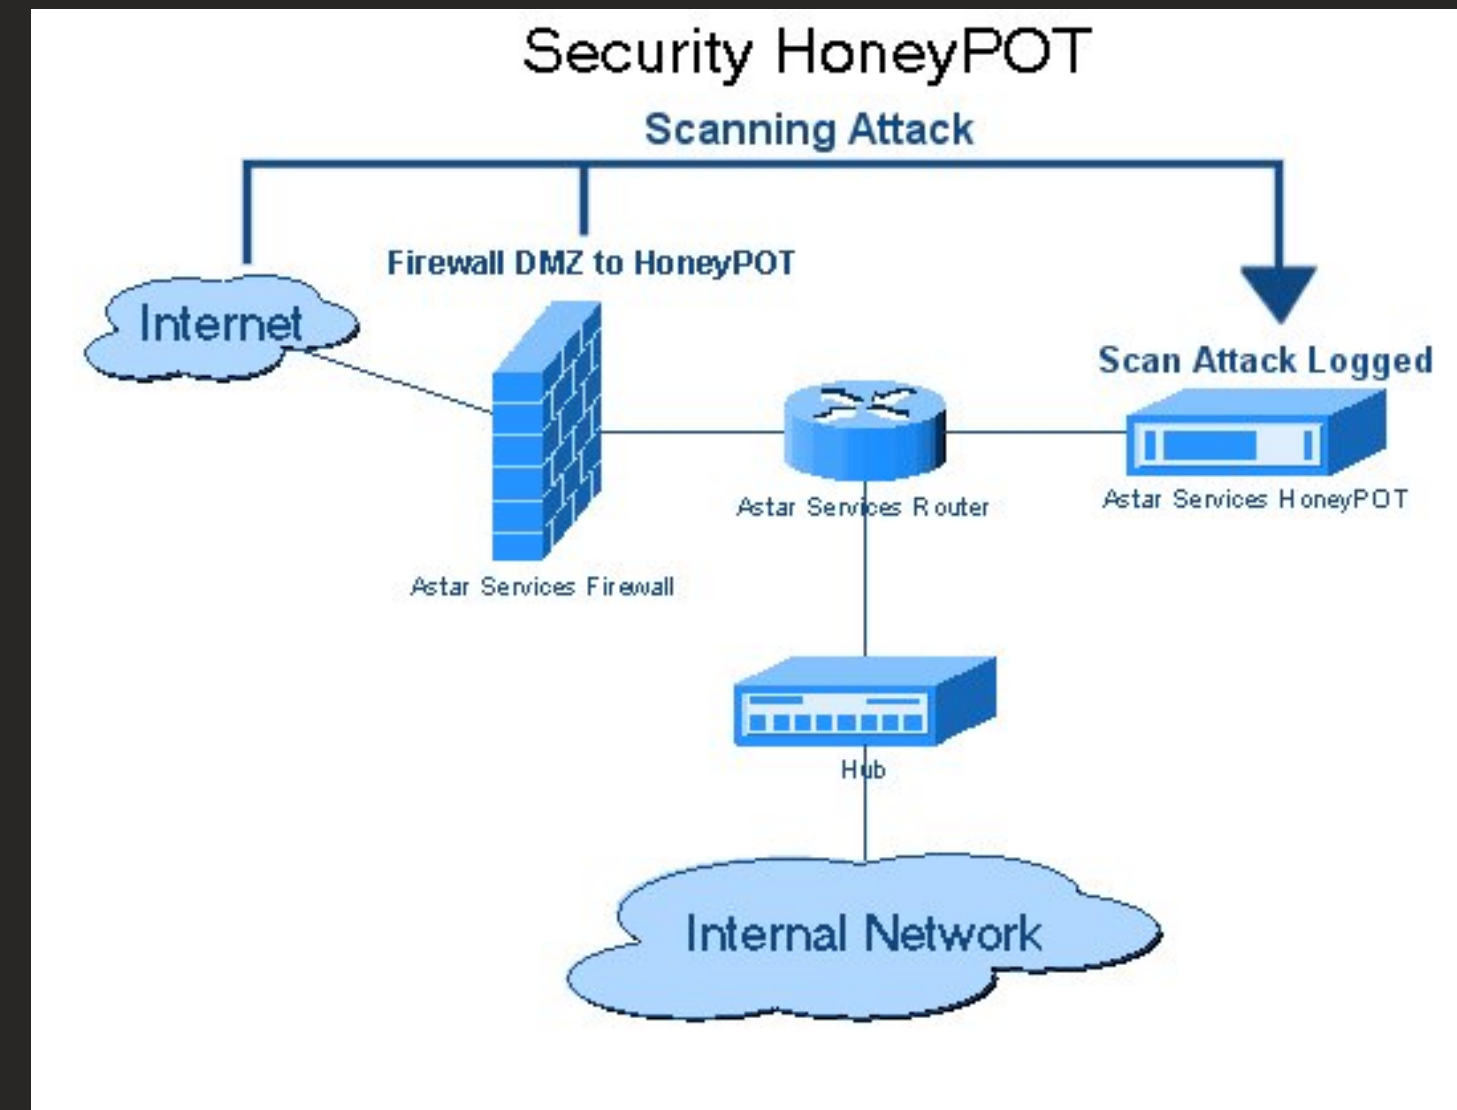 Security HoneyPOT
Scanning Attack
Firewall DMZ to HoneyPOT
Internet
Scan Attack Logged
Astar Services Router
Astar Services HoneyPOT
Astar Services Firewall
Hub
Internal Network